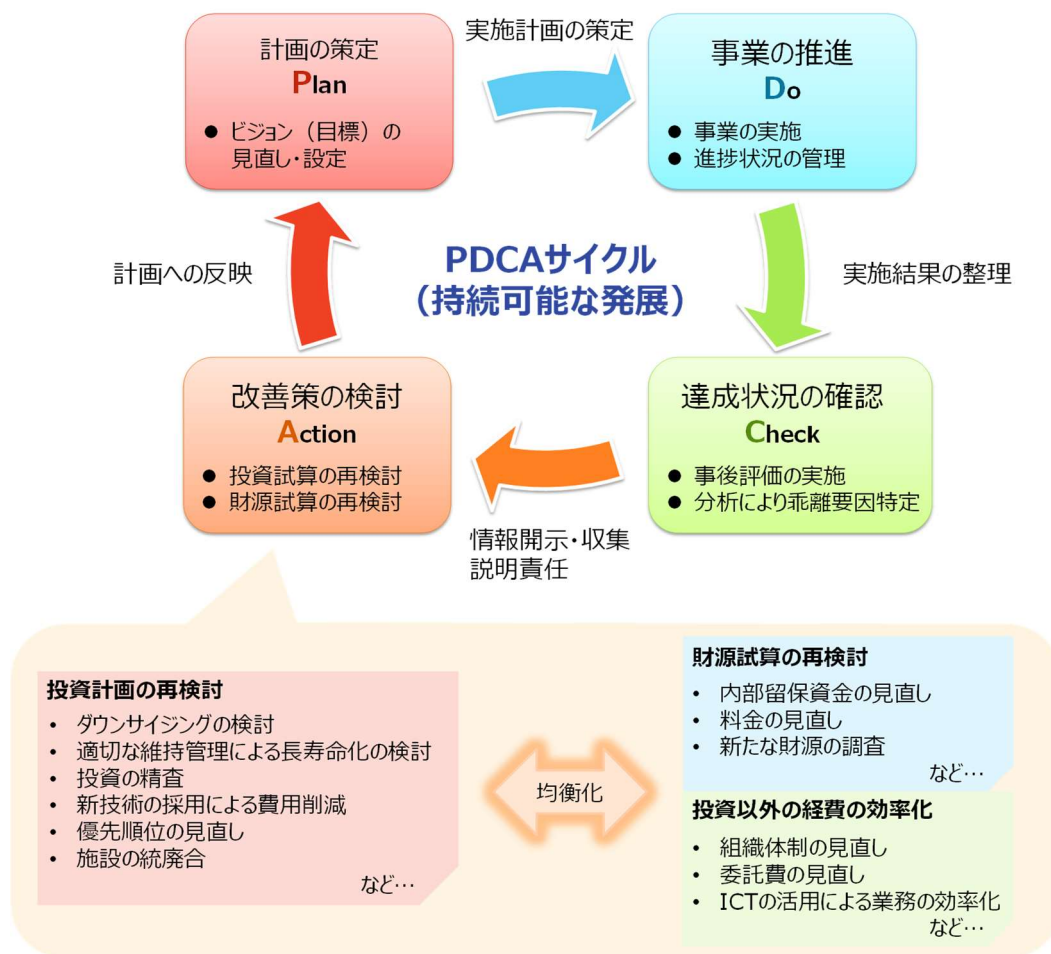 計画の策定
Plan
● ビジョン（目標）の
見直し・設定
実施計画の策定
事業の推進
Do
● 事業の実施
● 進捗状況の管理
計画への反映
PDCAサイクル
（持続可能な発展）
実施結果の整理
改善策の検討
Action
● 投資試算の再検討
● 財源試算の再検討
達成状況の確認
Check
● 事後評価の実施
● 分析により乖離要因特定
情報開示・収集
説明責任
投資計画の再検討
• ダウンサイジングの検討
• 適切な維持管理による長寿命化の検討
• 投資の精査
• 新技術の採用による費用削減
• 優先順位の見直し
• 施設の統廃合
など…
均衡化
財源試算の再検討
• 内部留保資金の見直し
• 料金の見直し
• 新たな財源の調査
など…
投資以外の経費の効率化
• 組織体制の見直し
• 委託費の見直し
• ICTの活用による業務の効率化
など…